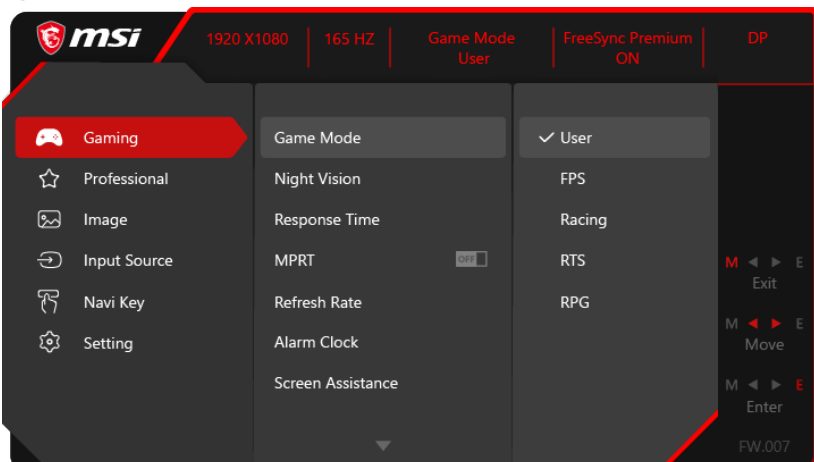 msi
1920 X1080
165 HZ
Game Mode
User
FreeSync Premium
ON
DP
Gaming
Professional
Image
Input Source
Navi Key
Setting
Game Mode
Night Vision
Response Time
MPRT
OFF
Refresh Rate
Alarm Clock
Screen Assistance
User
FPS
Racing
RTS
RPG
M ◄ ► E
Exit
M ◄ ► E
Move
M ◄ ► E
Enter
FW.007